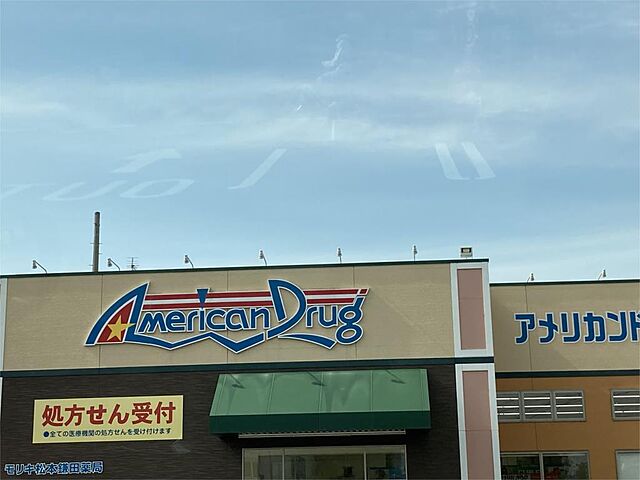 American Drug
アメリカンド
処方せん受付
●全ての医療機関の処方せんを受け付けます
モリキ松本鎌田薬局